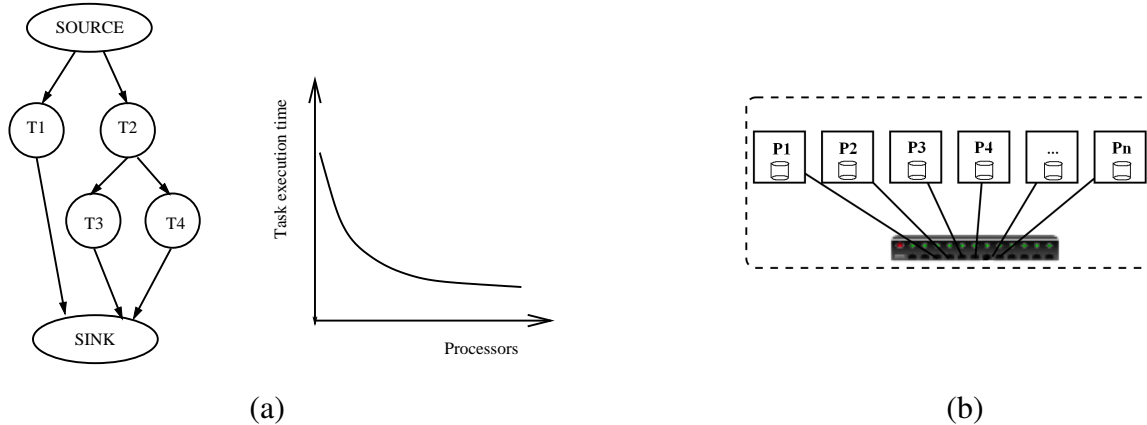 SOURCE
T1
T2
T3
T4
SINK
Task execution time
Processors
(a)
P1
P2
P3
P4
...
Pn
(b)